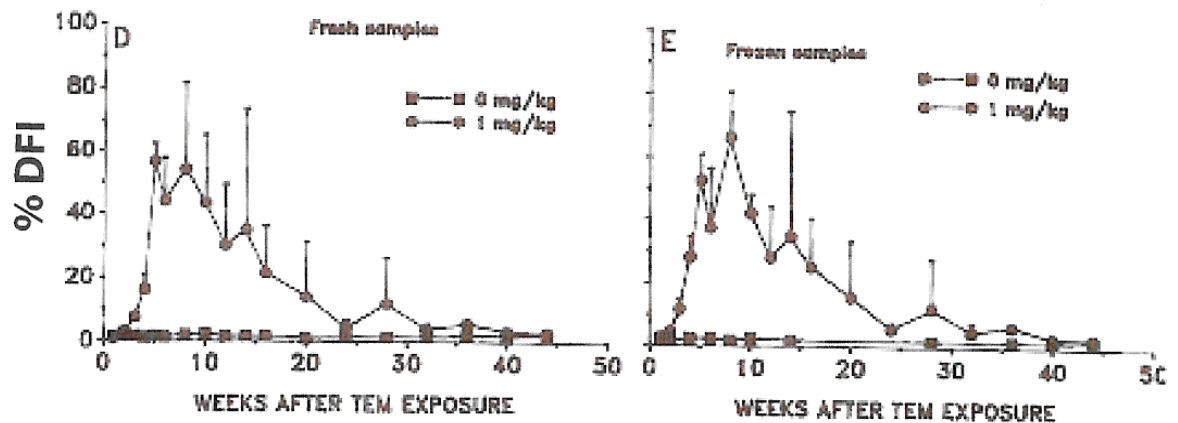 D
Fresh samples
0 mg/kg
1 mg/kg
100
80
60
40
20
0
% DFI
0 10 20 30 40 50
WEEKS AFTER TEM EXPOSURE
E
Frozen samples
0 mg/kg
1 mg/kg
0 10 20 30 40 50
WEEKS AFTER TEM EXPOSURE